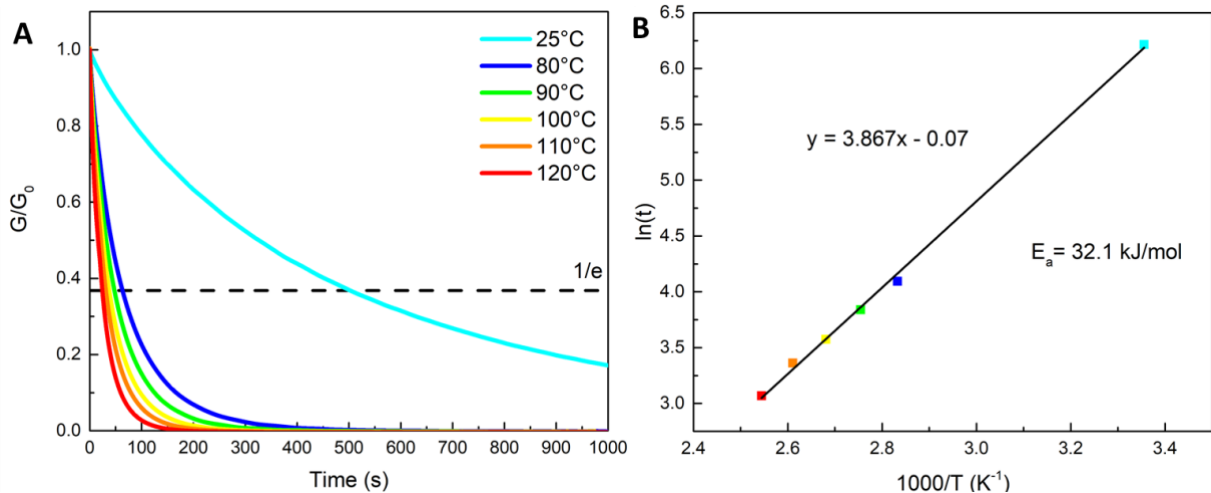 A
1.0
0.8
0.6
0.4
0.2
0.0
G/G₀
25°C
80°C
90°C
100°C
110°C
120°C
1/e
0 100 200 300 400 500 600 700 800 900 1000
Time (s)
B
6.5
6.0
5.5
5.0
4.5
4.0
3.5
3.0
ln(t)
y = 3.867x - 0.07
Eₐ= 32.1 kJ/mol
2.4 2.6 2.8 3.0 3.2 3.4
1000/T (K⁻¹)